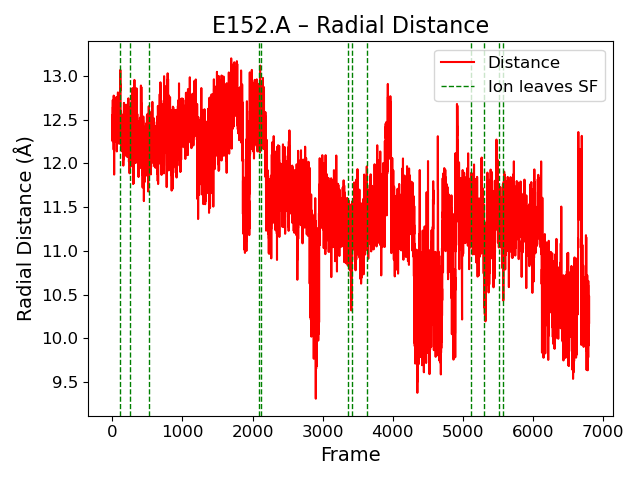 E152.A – Radial Distance
Distance
Ion leaves SF
Radial Distance (Å)
13.0
12.5
12.0
11.5
11.0
10.5
10.0
9.5
0 1000 2000 3000 4000 5000 6000 7000
Frame